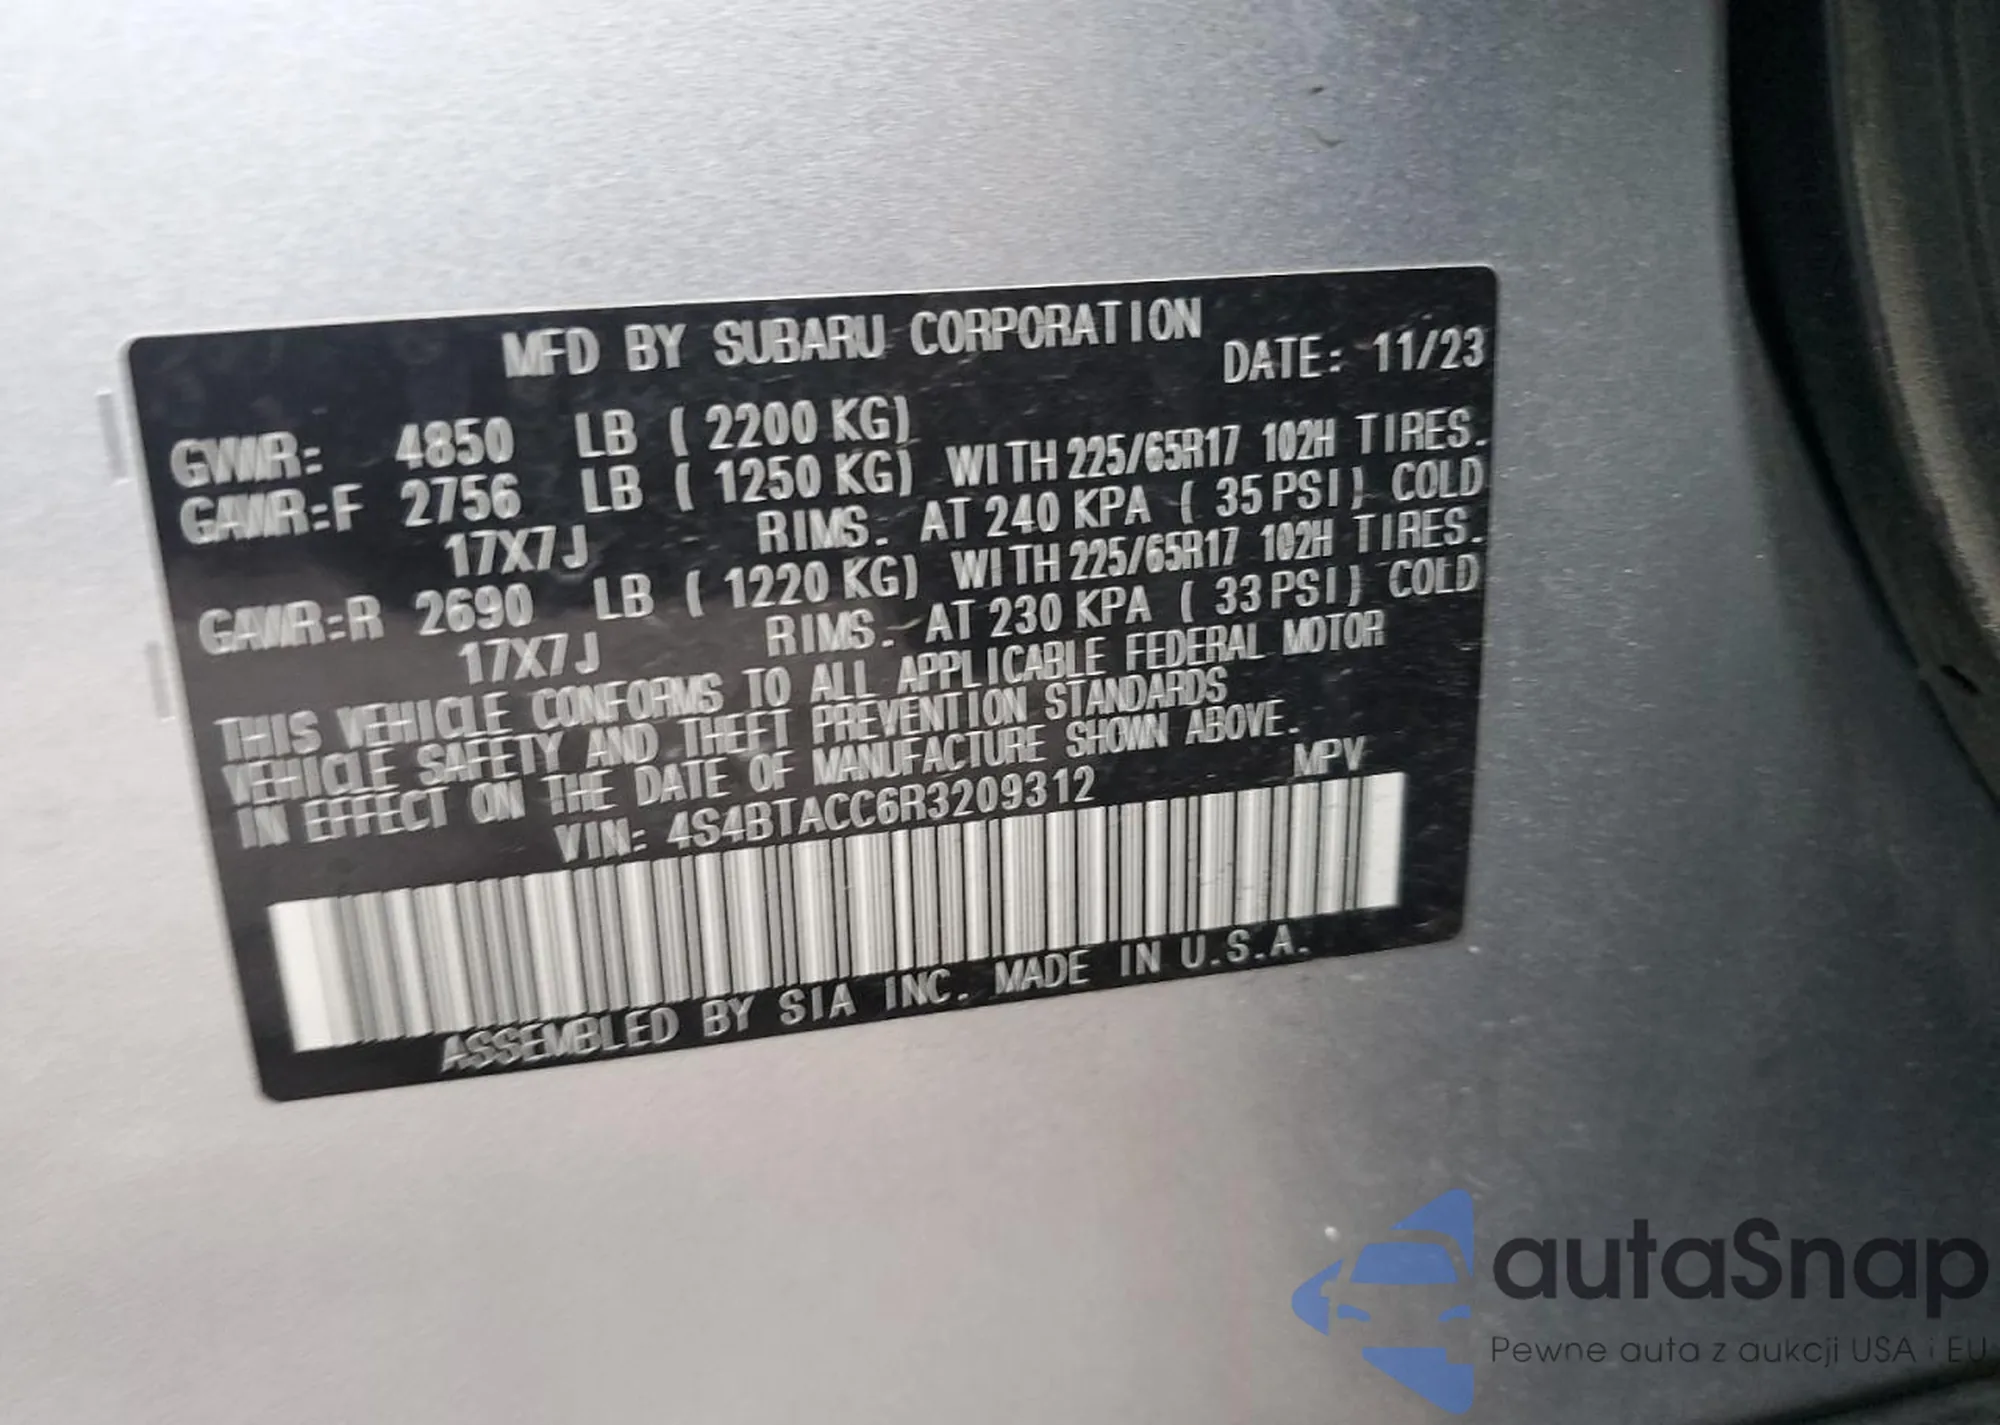 MFD BY SUBARU CORPORATION
DATE: 11/23
GVWR: 4850 LB ( 2200 KG)
GAWR:F 2756 LB ( 1250 KG) WITH 225/65R17 102H TIRES.
17X7J RIMS. AT 240 KPA ( 35 PSI) COLD
GAWR:R 2690 LB ( 1220 KG) WITH 225/65R17 102H TIRES.
17X7J RIMS. AT 230 KPA ( 33 PSI) COLD
THIS VEHICLE CONFORMS TO ALL APPLICABLE FEDERAL MOTOR
VEHICLE SAFETY AND THEFT PREVENTION STANDARDS
IN EFFECT ON THE DATE OF MANUFACTURE SHOWN ABOVE.
VIN: 4S4BTACC6R3209312 MPV
ASSEMBLED BY SIA INC. MADE IN U.S.A.
autaSnap
Pewne auta z aukcji USA i EU